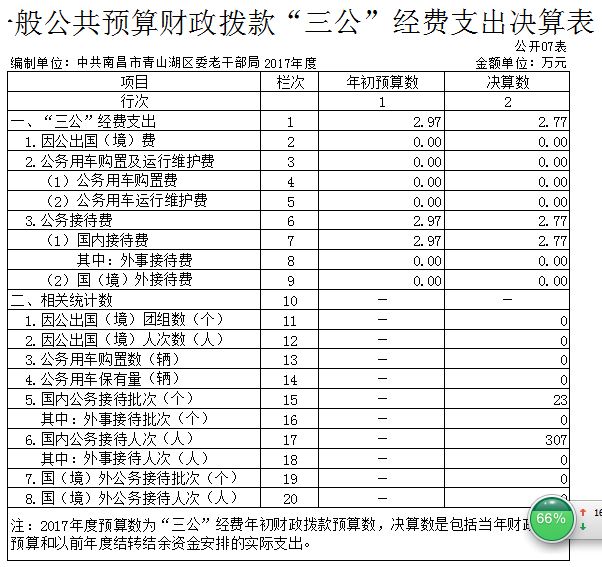 一般公共预算财政拨款“三公”经费支出决算表
公开07表
编制单位：中共南昌市青山湖区委老干部局 2017年度 金额单位：万元
项目 栏次 年初预算数 决算数
行次 1 2
一、“三公”经费支出 1 2.97 2.77
1.因公出国（境）费 2 0.00 0.00
2.公务用车购置及运行维护费 3 0.00 0.00
（1）公务用车购置费 4 0.00 0.00
（2）公务用车运行维护费 5 0.00 0.00
3.公务接待费 6 2.97 2.77
（1）国内接待费 7 2.97 2.77
其中：外事接待费 8 0.00 0.00
（2）国（境）外接待费 9 0.00 0.00
二、相关统计数 10 — —
1.因公出国（境）团组数（个） 11 — 0
2.因公出国（境）人次数（人） 12 — 0
3.公务用车购置数（辆） 13 — 0
4.公务用车保有量（辆） 14 — 0
5.国内公务接待批次（个） 15 — 23
其中：外事接待批次（个） 16 — 0
6.国内公务接待人次（人） 17 — 307
其中：外事接待人次（人） 18 — 0
7.国（境）外公务接待批次（个） 19 — 0
8.国（境）外公务接待人次（人） 20 — 0
注：2017年度预算数为“三公”经费年初财政拨款预算数，决算数是包括当年财政
预算和以前年度结转结余资金安排的实际支出。
66%
16